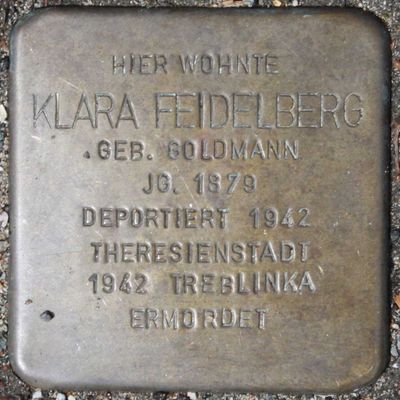 HIER WOHNTE
KLARA FEIDELBERG
GEB. GOLDMANN
JG. 1879
DEPORTIERT 1942
THERESIENSTADT
1942 TREBLINKA
ERMORDET